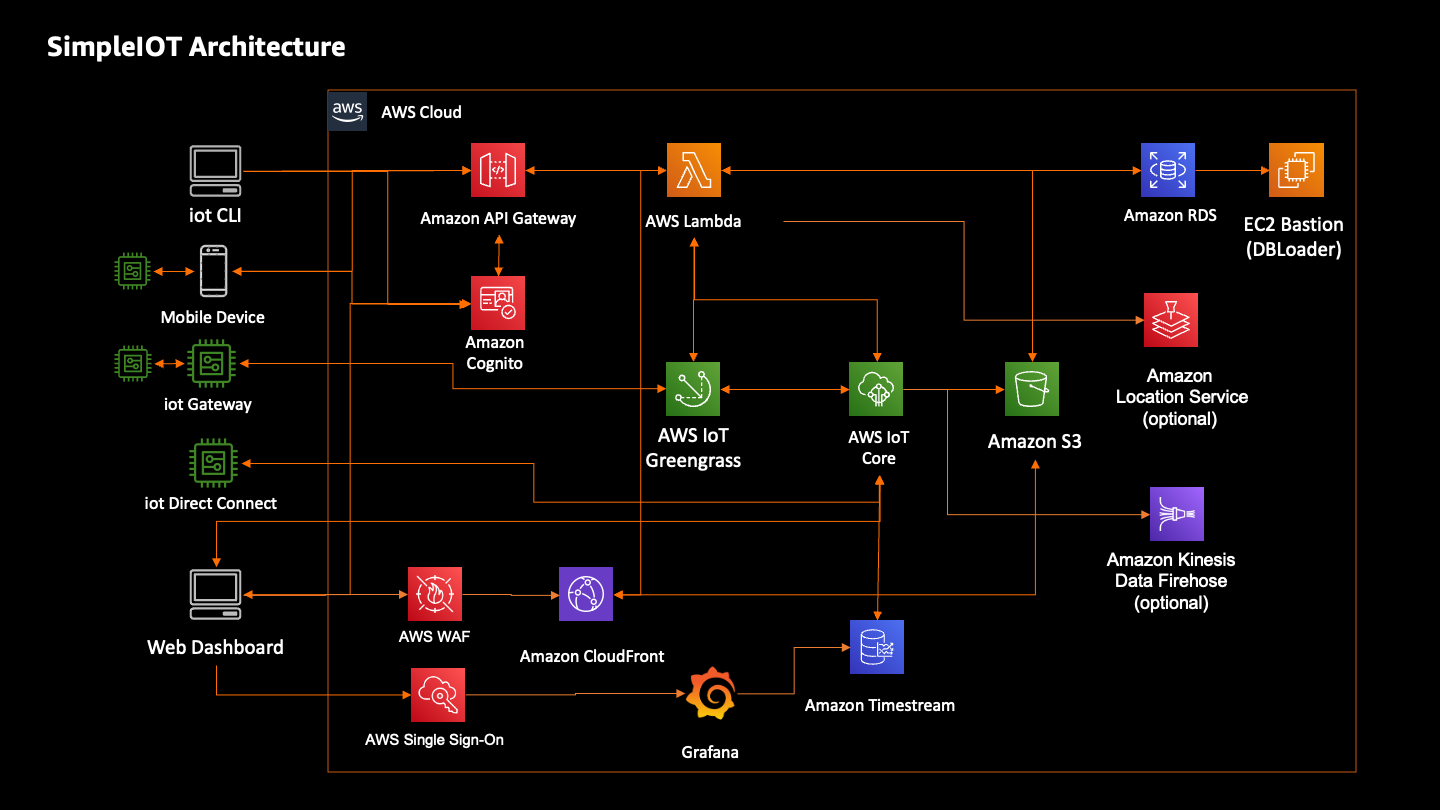 SimpleIOT Architecture
aws
AWS Cloud
iot CLI
Amazon API Gateway
AWS Lambda
Amazon RDS
EC2 Bastion
(DBLoader)
Mobile Device
Amazon
Cognito
iot Gateway
AWS IoT
Greengrass
AWS IoT
Core
Amazon S3
Amazon
Location Service
(optional)
iot Direct Connect
Amazon Kinesis
Data Firehose
(optional)
Web Dashboard
AWS WAF
Amazon CloudFront
Amazon Timestream
AWS Single Sign-On
Grafana